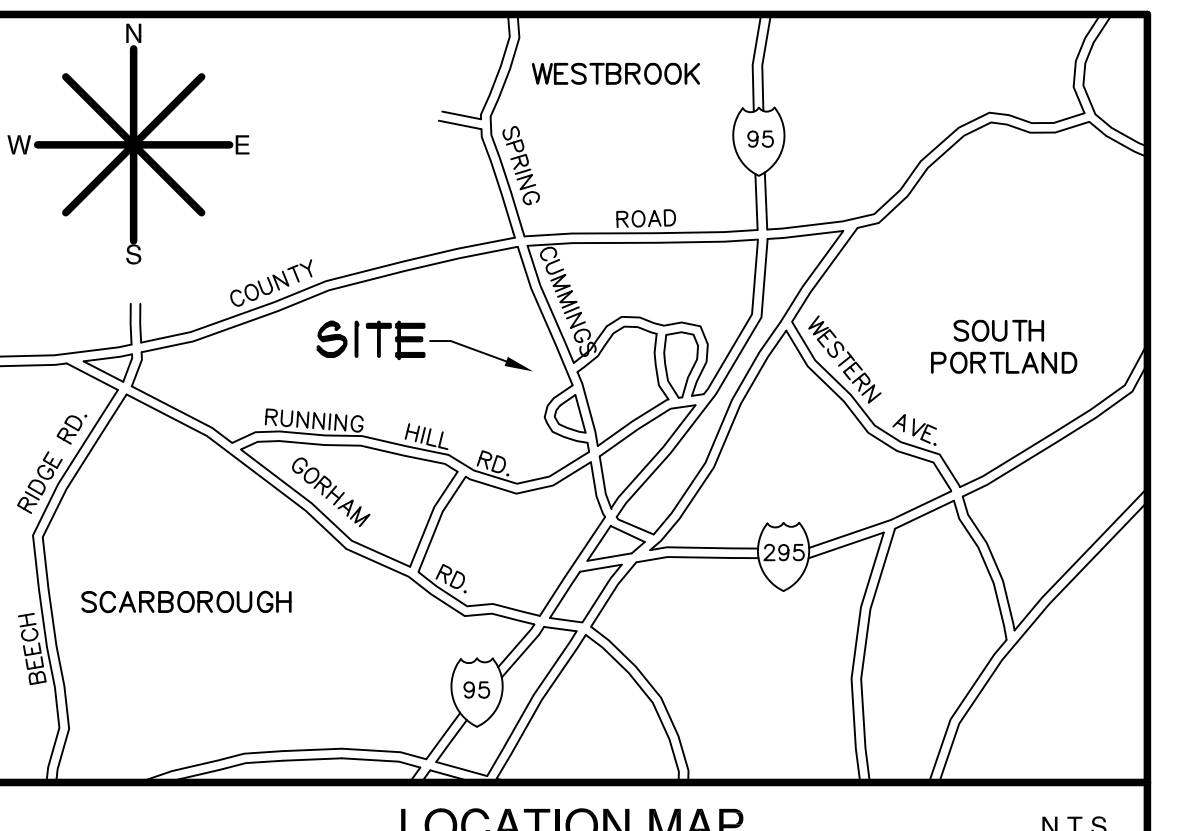 N
WESTBROOK
95
W
E
SPRING
ROAD
S
COUNTY
CUMMINGS
SITE
WESTERN AVE.
SOUTH
PORTLAND
RUNNING HILL RD.
RIDGE RD.
GORHAM RD.
295
SCARBOROUGH
BEECH
95
LOCATION MAP
N.T.S.